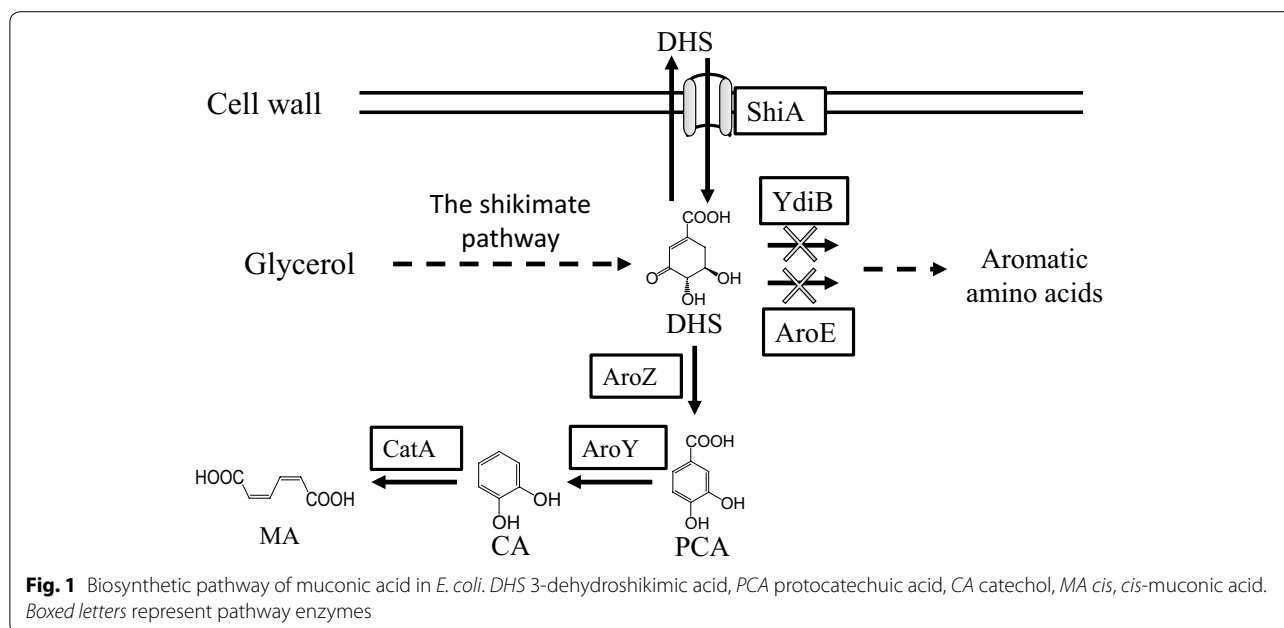 DHS
Cell wall
ShiA
The shikimate
pathway
YdiB
COOH
Glycerol
O
OH
OH
DHS
Aromatic
amino acids
AroE
AroZ
CatA
AroY
COOH
HOOC
COOH
OH
OH
OH
OH
MA
CA
PCA
Fig. 1 Biosynthetic pathway of muconic acid in E. coli. DHS 3-dehydroshikimic acid, PCA protocatechuic acid, CA catechol, MA cis, cis-muconic acid.
Boxed letters represent pathway enzymes